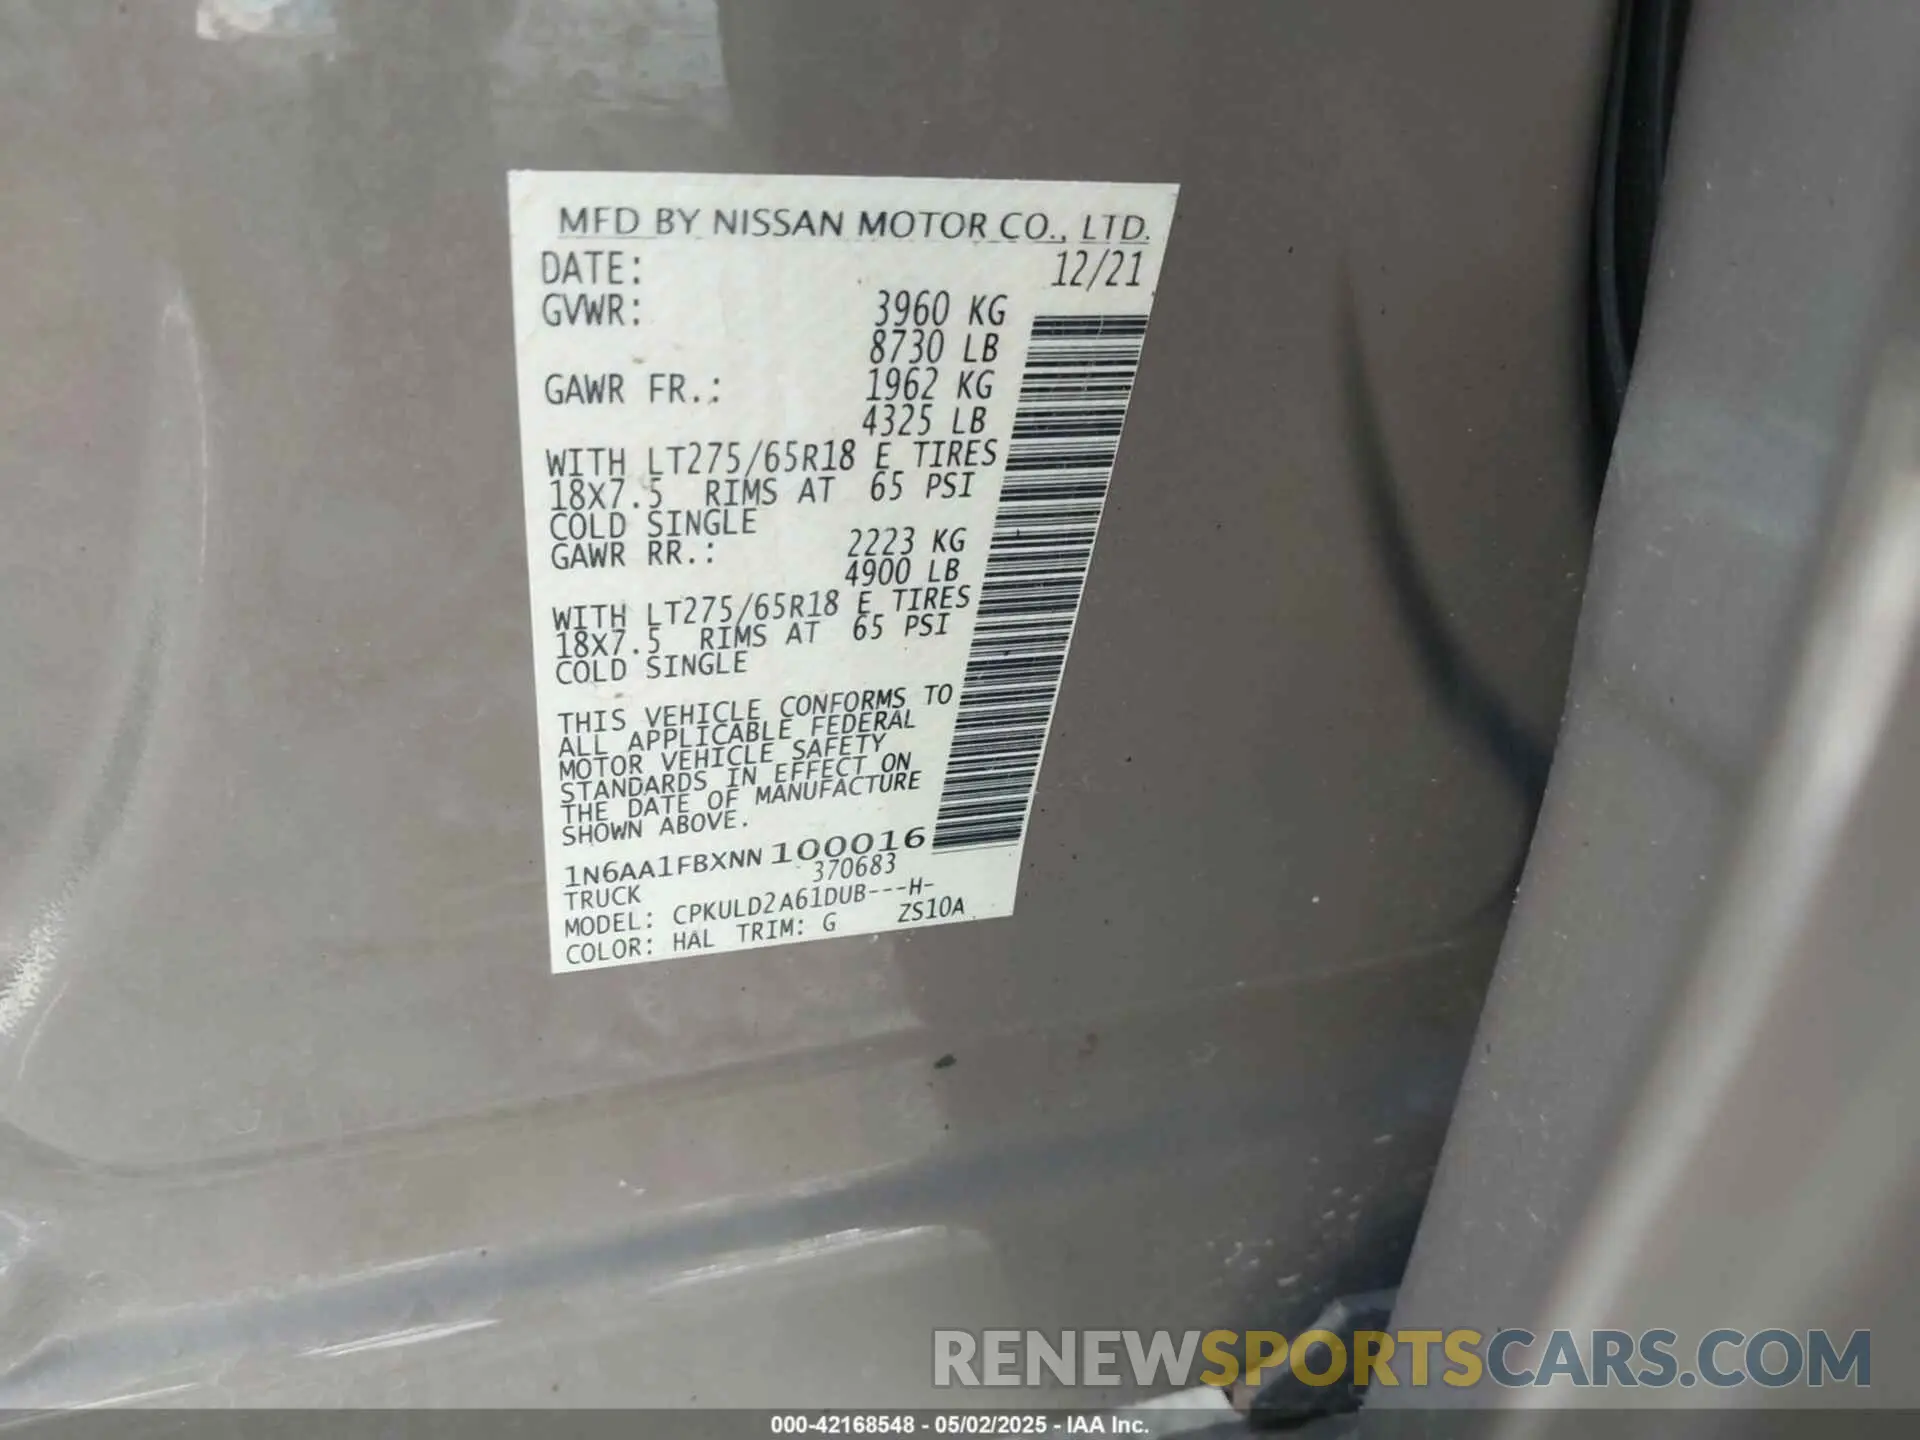 MFD BY NISSAN MOTOR CO., LTD.
DATE: 12/21
GVWR: 3960 KG
8730 LB
GAWR FR.: 1962 KG
4325 LB
WITH LT275/65R18 E TIRES
18X7.5 RIMS AT 65 PSI
COLD SINGLE
GAWR RR.: 2223 KG
4900 LB
WITH LT275/65R18 E TIRES
18X7.5 RIMS AT 65 PSI
COLD SINGLE
THIS VEHICLE CONFORMS TO
ALL APPLICABLE FEDERAL
MOTOR VEHICLE SAFETY
STANDARDS IN EFFECT ON
THE DATE OF MANUFACTURE
SHOWN ABOVE.
1N6AA1FBXNN100016
370683
TRUCK
MODEL: CPKULD2A61DUB---H-
COLOR: HAL TRIM: G ZS10A
RENEWSPORTSCARS.COM
000-42168548 - 05/02/2025 - IAA Inc.